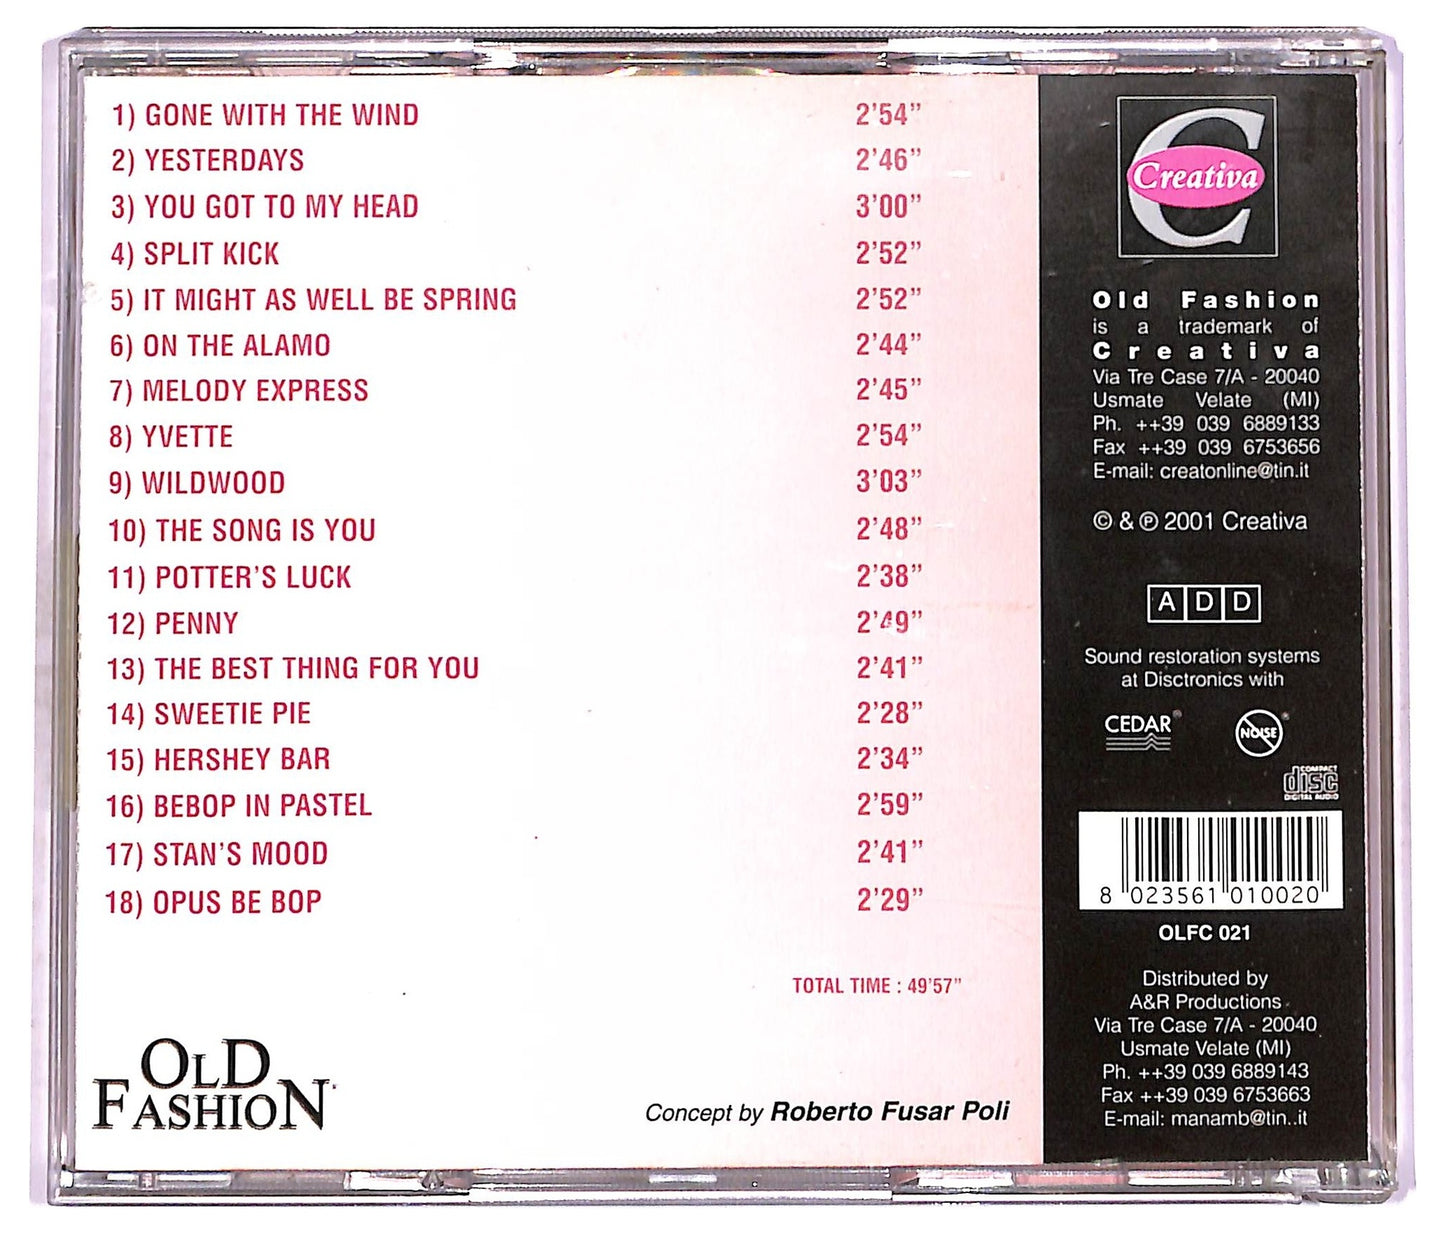 1) GONE WITH THE WIND 2'54"
2) YESTERDAYS 2'46"
3) YOU GOT TO MY HEAD 3'00"
4) SPLIT KICK 2'52"
5) IT MIGHT AS WELL BE SPRING 2'52"
6) ON THE ALAMO 2'44"
7) MELODY EXPRESS 2'45"
8) YVETTE 2'54"
9) WILDWOOD 3'03"
10) THE SONG IS YOU 2'48"
11) POTTER'S LUCK 2'38"
12) PENNY 2'49"
13) THE BEST THING FOR YOU 2'41"
14) SWEETIE PIE 2'28"
15) HERSHEY BAR 2'34"
16) BEBOP IN PASTEL 2'59"
17) STAN'S MOOD 2'41"
18) OPUS BE BOP 2'29"
TOTAL TIME : 49'57"
OLD
FASHION
Concept by Roberto Fusar Poli
C
Creativa
Old Fashion
is a trademark of
Creativa
Via Tre Case 7/A - 20040
Usmate Velate (MI)
Ph. ++39 039 6889133
Fax ++39 039 6753656
E-mail: creatonline@tin.it
© & ℗ 2001 Creativa
A D D
Sound restoration systems
at Disctronics with
CEDAR® NOISE®
COMPACT
disc
DIGITAL AUDIO
8 023561 010020
OLFC 021
Distributed by
A&R Productions
Via Tre Case 7/A - 20040
Usmate Velate (MI)
Ph. ++39 039 6889143
Fax ++39 039 6753663
E-mail: manamb@tin..it